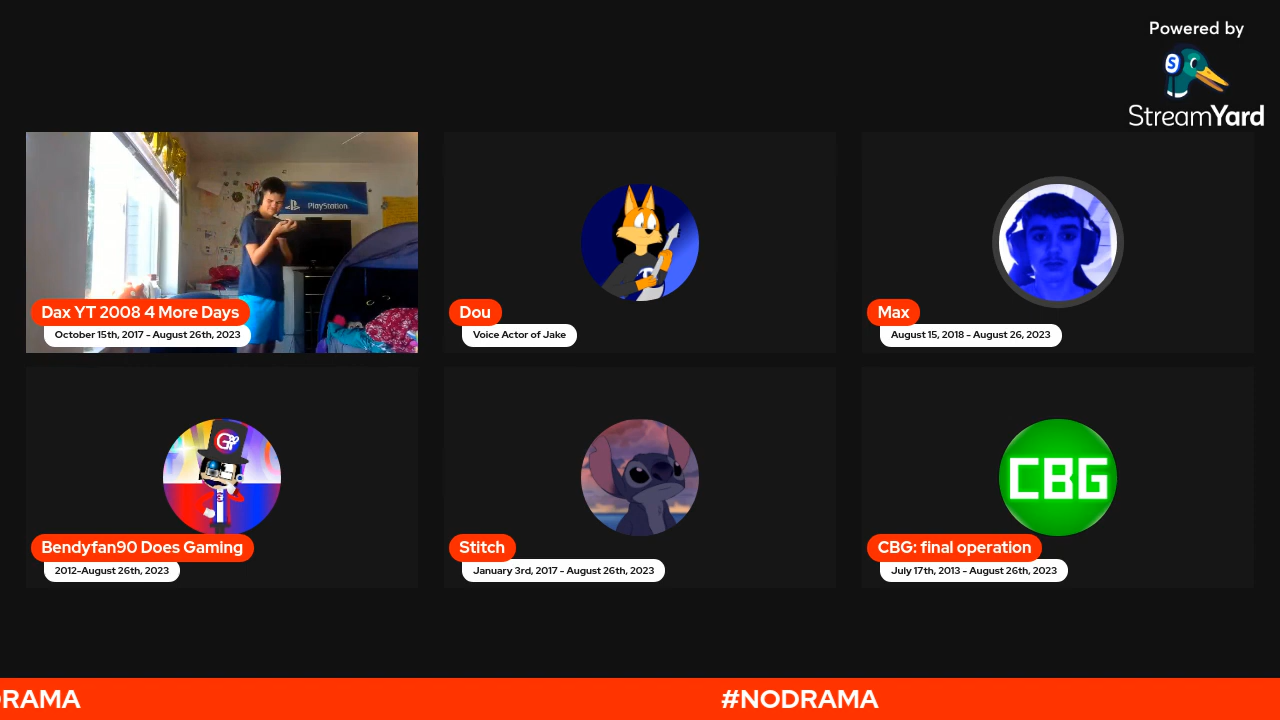 Powered by
S
StreamYard
PlayStation
Dax YT 2008 4 More Days
October 15th, 2017 - August 26th, 2023
Dou
Voice Actor of Jake
Max
August 15, 2018 - August 26, 2023
Bendyfan90 Does Gaming
2012-August 26th, 2023
Stitch
January 3rd, 2017 - August 26th, 2023
CBG
CBG: final operation
July 17th, 2013 - August 26th, 2023
DRAMA #NODRAMA